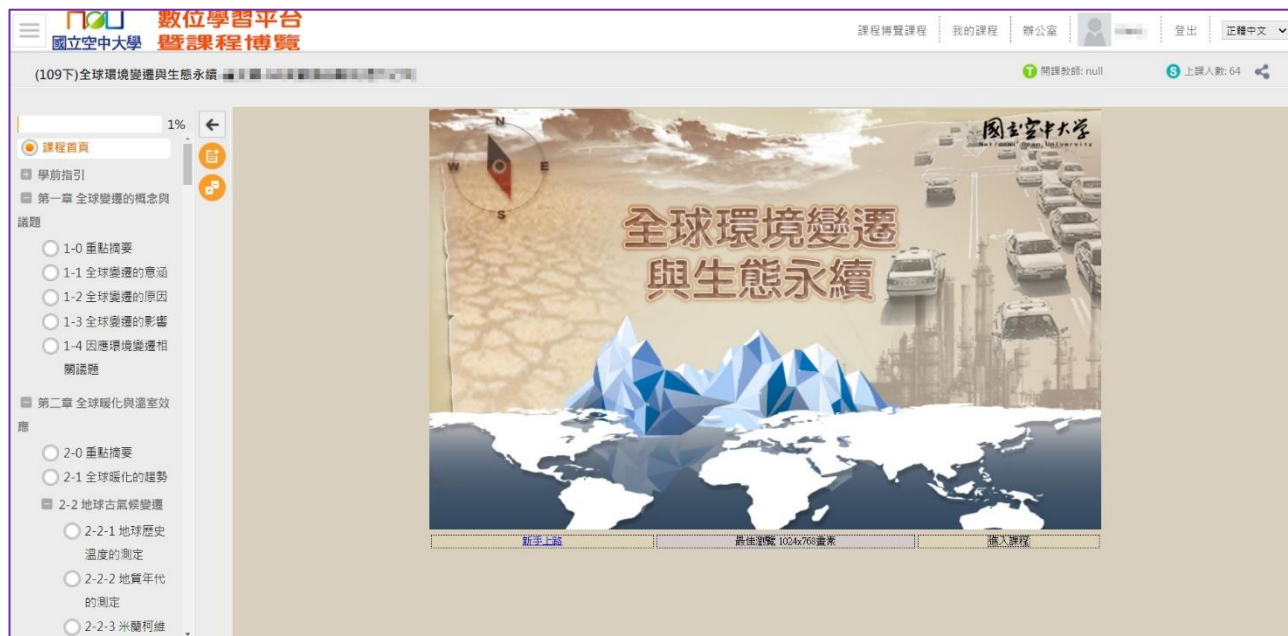 nou
國立空中大學
數位學習平台
暨課程博覽
課程博覽課程
我的課程
辦公室
登出
正體中文
(109下)全球環境變遷與生態永續
T 開課教師: null
S 上課人數: 64
1%
課程首頁
學前指引
第一章 全球變遷的概念與
議題
1-0 重點摘要
1-1 全球變遷的意涵
1-2 全球變遷的原因
1-3 全球變遷的影響
1-4 因應環境變遷相
關議題
第二章 全球暖化與溫室效
應
2-0 重點摘要
2-1 全球暖化的趨勢
2-2 地球古氣候變遷
2-2-1 地球歷史
溫度的測定
2-2-2 地質年代
的測定
2-2-3 米蘭柯維
N
W
E
S
國立空中大學
National Open University
全球環境變遷
與生態永續
新手上路
最佳瀏覽 1024x768畫素
進入課程